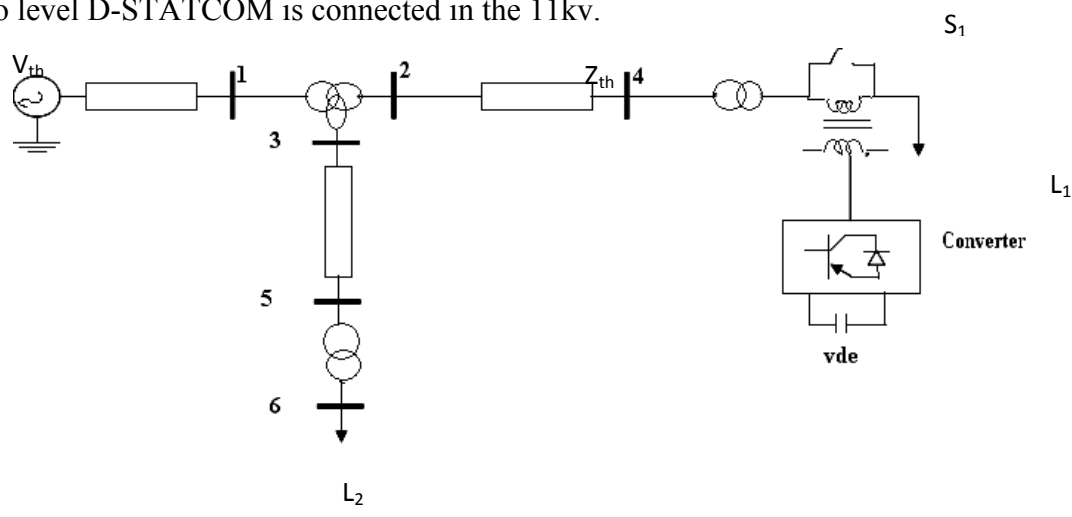 o level D-STATCOM is connected in the 11kv.
S1
Vth
1
2
Zth
4
3
L1
Converter
5
vde
6
L2